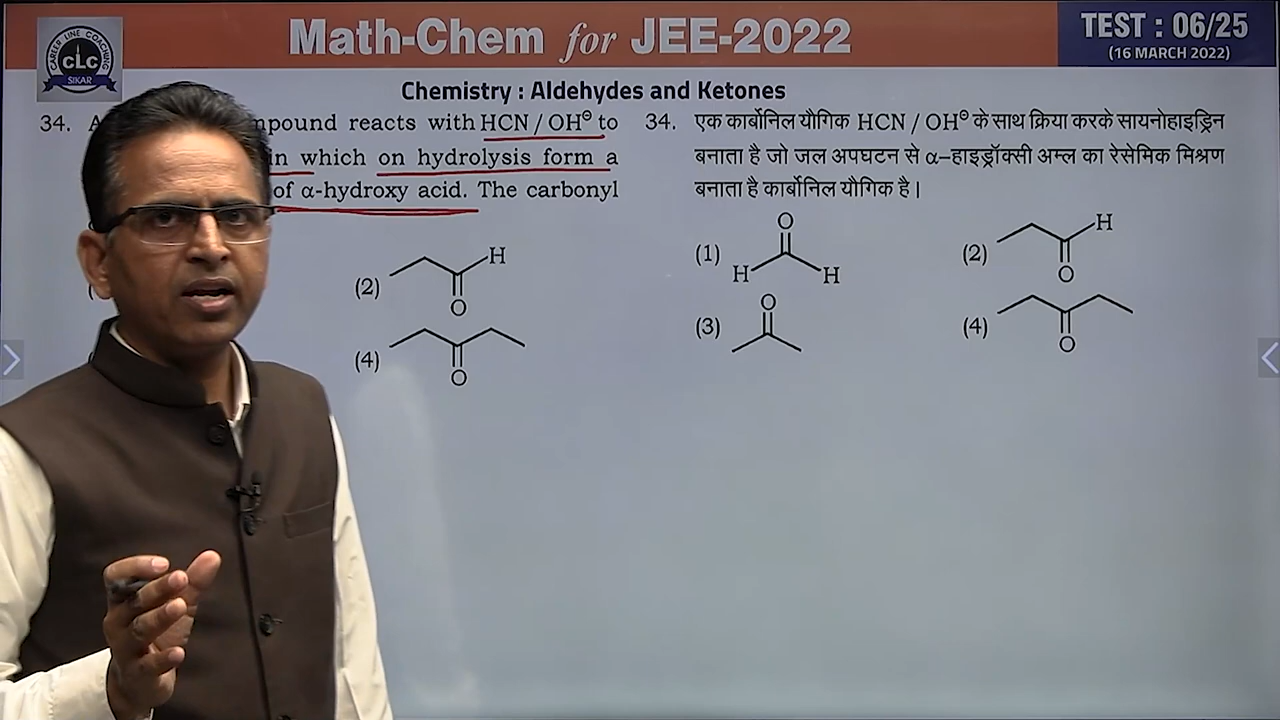 CAREER LINE COACHING
CLC
SIKAR
Math-Chem for JEE-2022
TEST : 06/25
(16 MARCH 2022)
Chemistry : Aldehydes and Ketones
34. A mpound reacts with HCN / OH⊖ to
in which on hydrolysis form a
of α-hydroxy acid. The carbonyl
(2) H
O
(4)
O
34. एक कार्बोनिल यौगिक HCN / OH⊖ के साथ क्रिया करके सायनोहाइड्रिन
बनाता है जो जल अपघटन से α–हाइड्रॉक्सी अम्ल का रेसेमिक मिश्रण
बनाता है कार्बोनिल यौगिक है।
(1) O H H
(2) H O
(3) O
(4) O